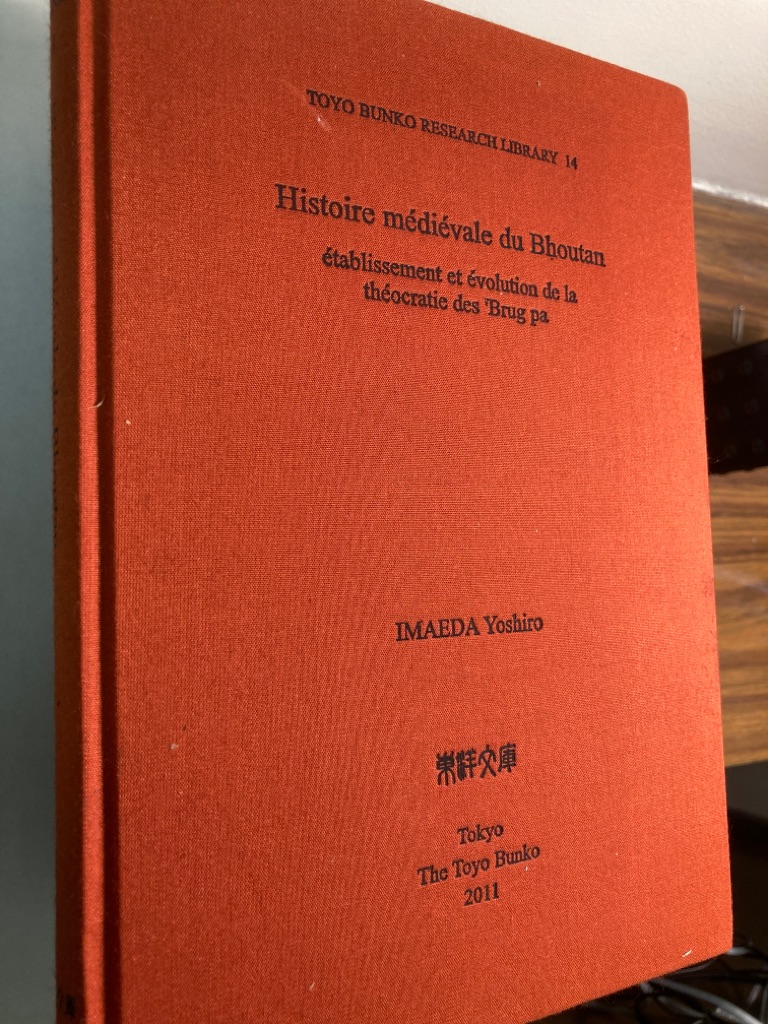 TOYO BUNKO RESEARCH LIBRARY 14
Histoire médiévale du Bhoutan
établissement et évolution de la
théocratie des 'Brug pa
IMAEDA Yoshiro
東洋文庫
Tokyo
The Toyo Bunko
2011